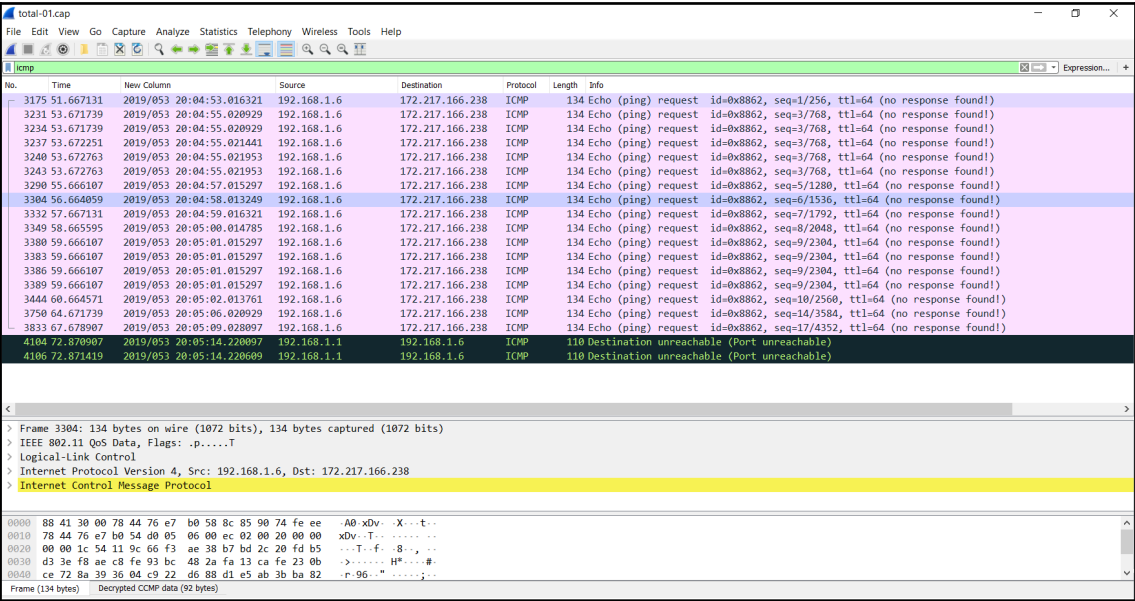 total-01.cap
File Edit View Go Capture Analyze Statistics Telephony Wireless Tools Help
icmp Expression... +
No. Time New Column Source Destination Protocol Length Info
3175 51.667131 2019/053 20:04:53.016321 192.168.1.6 172.217.166.238 ICMP 134 Echo (ping) request id=0x8862, seq=1/256, ttl=64 (no response found!)
3231 53.671739 2019/053 20:04:55.020929 192.168.1.6 172.217.166.238 ICMP 134 Echo (ping) request id=0x8862, seq=3/768, ttl=64 (no response found!)
3234 53.671739 2019/053 20:04:55.020929 192.168.1.6 172.217.166.238 ICMP 134 Echo (ping) request id=0x8862, seq=3/768, ttl=64 (no response found!)
3237 53.672251 2019/053 20:04:55.021441 192.168.1.6 172.217.166.238 ICMP 134 Echo (ping) request id=0x8862, seq=3/768, ttl=64 (no response found!)
3240 53.672763 2019/053 20:04:55.021953 192.168.1.6 172.217.166.238 ICMP 134 Echo (ping) request id=0x8862, seq=3/768, ttl=64 (no response found!)
3243 53.672763 2019/053 20:04:55.021953 192.168.1.6 172.217.166.238 ICMP 134 Echo (ping) request id=0x8862, seq=3/768, ttl=64 (no response found!)
3290 55.666107 2019/053 20:04:57.015297 192.168.1.6 172.217.166.238 ICMP 134 Echo (ping) request id=0x8862, seq=5/1280, ttl=64 (no response found!)
3304 56.664059 2019/053 20:04:58.013249 192.168.1.6 172.217.166.238 ICMP 134 Echo (ping) request id=0x8862, seq=6/1536, ttl=64 (no response found!)
3332 57.667131 2019/053 20:04:59.016321 192.168.1.6 172.217.166.238 ICMP 134 Echo (ping) request id=0x8862, seq=7/1792, ttl=64 (no response found!)
3349 58.665595 2019/053 20:05:00.014785 192.168.1.6 172.217.166.238 ICMP 134 Echo (ping) request id=0x8862, seq=8/2048, ttl=64 (no response found!)
3380 59.666107 2019/053 20:05:01.015297 192.168.1.6 172.217.166.238 ICMP 134 Echo (ping) request id=0x8862, seq=9/2304, ttl=64 (no response found!)
3383 59.666107 2019/053 20:05:01.015297 192.168.1.6 172.217.166.238 ICMP 134 Echo (ping) request id=0x8862, seq=9/2304, ttl=64 (no response found!)
3386 59.666107 2019/053 20:05:01.015297 192.168.1.6 172.217.166.238 ICMP 134 Echo (ping) request id=0x8862, seq=9/2304, ttl=64 (no response found!)
3389 59.666107 2019/053 20:05:01.015297 192.168.1.6 172.217.166.238 ICMP 134 Echo (ping) request id=0x8862, seq=9/2304, ttl=64 (no response found!)
3444 60.664571 2019/053 20:05:02.013761 192.168.1.6 172.217.166.238 ICMP 134 Echo (ping) request id=0x8862, seq=10/2560, ttl=64 (no response found!)
3750 64.671739 2019/053 20:05:06.020929 192.168.1.6 172.217.166.238 ICMP 134 Echo (ping) request id=0x8862, seq=14/3584, ttl=64 (no response found!)
3833 67.678907 2019/053 20:05:09.028097 192.168.1.6 172.217.166.238 ICMP 134 Echo (ping) request id=0x8862, seq=17/4352, ttl=64 (no response found!)
4104 72.870907 2019/053 20:05:14.220097 192.168.1.1 192.168.1.6 ICMP 110 Destination unreachable (Port unreachable)
4106 72.871419 2019/053 20:05:14.220609 192.168.1.1 192.168.1.6 ICMP 110 Destination unreachable (Port unreachable)
> Frame 3304: 134 bytes on wire (1072 bits), 134 bytes captured (1072 bits)
> IEEE 802.11 QoS Data, Flags: .p.....T
> Logical-Link Control
> Internet Protocol Version 4, Src: 192.168.1.6, Dst: 172.217.166.238
> Internet Control Message Protocol
0000 88 41 30 00 78 44 76 e7 b0 58 8c 85 90 74 fe ee ·A0·xDv· ·X···t··
0010 78 44 76 e7 b0 54 d0 05 06 00 ec 02 00 20 00 00 xDv··T·· ····· ··
0020 00 00 1c 54 11 9c 66 f3 ae 38 b7 bd 2c 20 fd b5 ···T··f· ·8··, ··
0030 d3 3e f8 ae c8 fe 93 bc 48 2a fa 13 ca fe 23 0b ·>······ H*····#·
0040 ce 72 8a 39 36 04 c9 22 d6 88 d1 e5 ab 3b ba 82 ·r·96··" ·····;··
Frame (134 bytes) Decrypted CCMP data (92 bytes)